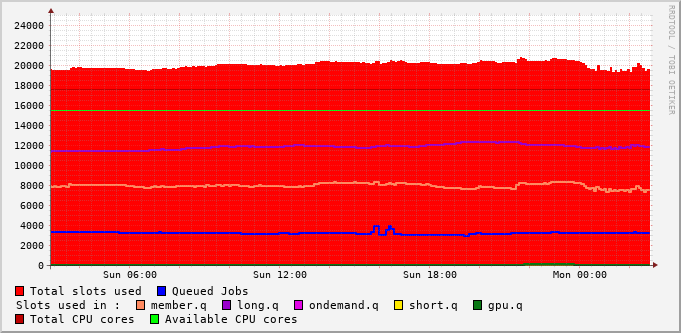 24000
22000
20000
18000
16000
14000
12000
10000
8000
6000
4000
2000
0
Sun 06:00 Sun 12:00 Sun 18:00 Mon 00:00
Total slots used Queued Jobs
Slots used in : member.q long.q ondemand.q short.q gpu.q
Total CPU cores Available CPU cores
RRDTOOL / TOBI OETIKER